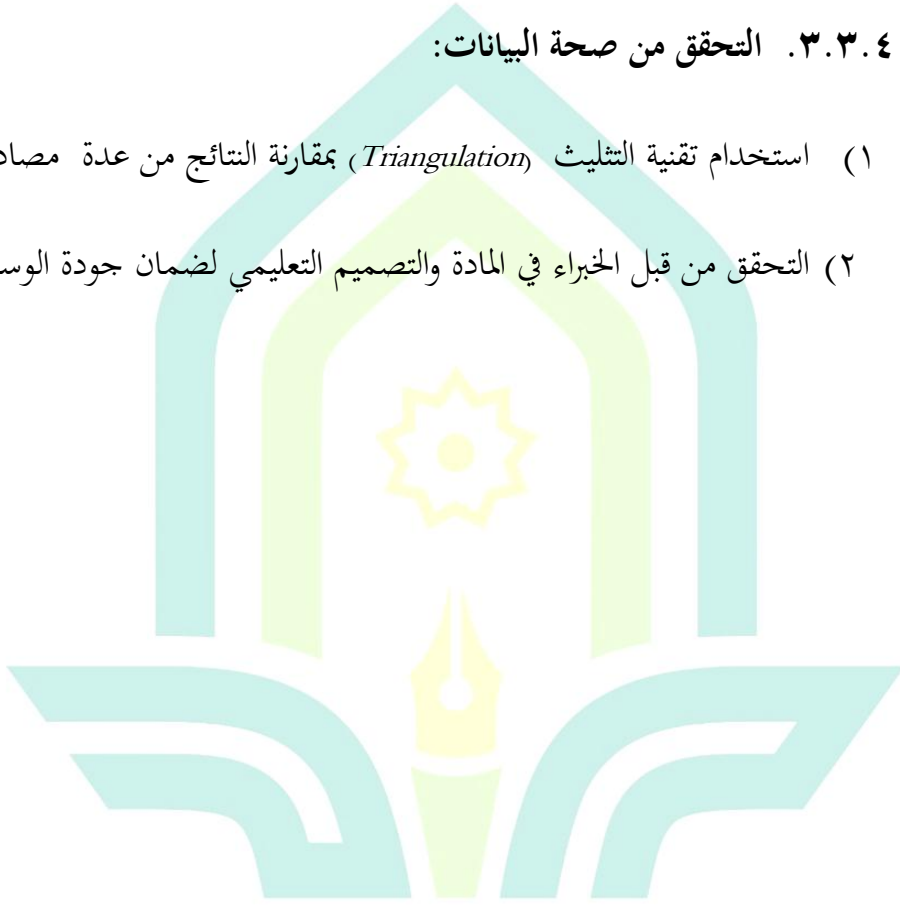 ٣.٣.٤. التحقق من صحة البيانات:
١) استخدام تقنية التثليث (Triangulation) بمقارنة النتائج من عدة
٢) التحقق من قبل الخبراء في المادة والتصميم التعليمي لضمان جودة